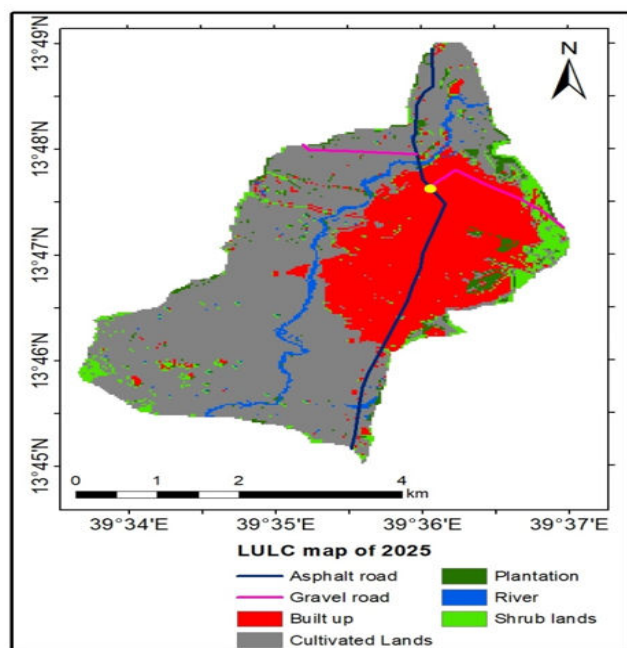 N
13°49'N
13°48'N
13°47'N
13°46'N
13°45'N
0 1 2 4
km
39°34'E 39°35'E 39°36'E 39°37'E
LULC map of 2025
Asphalt road Plantation
Gravel road River
Built up Shrub lands
Cultivated Lands